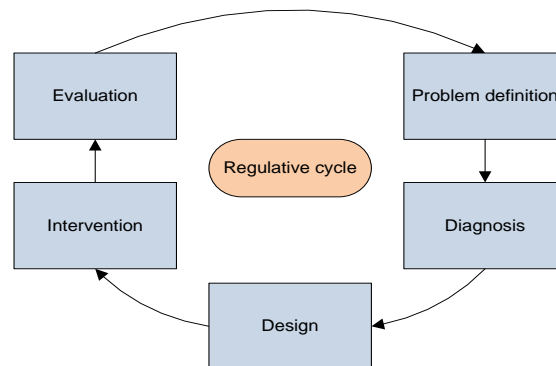 Evaluation
Problem definition
Regulative cycle
Intervention
Diagnosis
Design